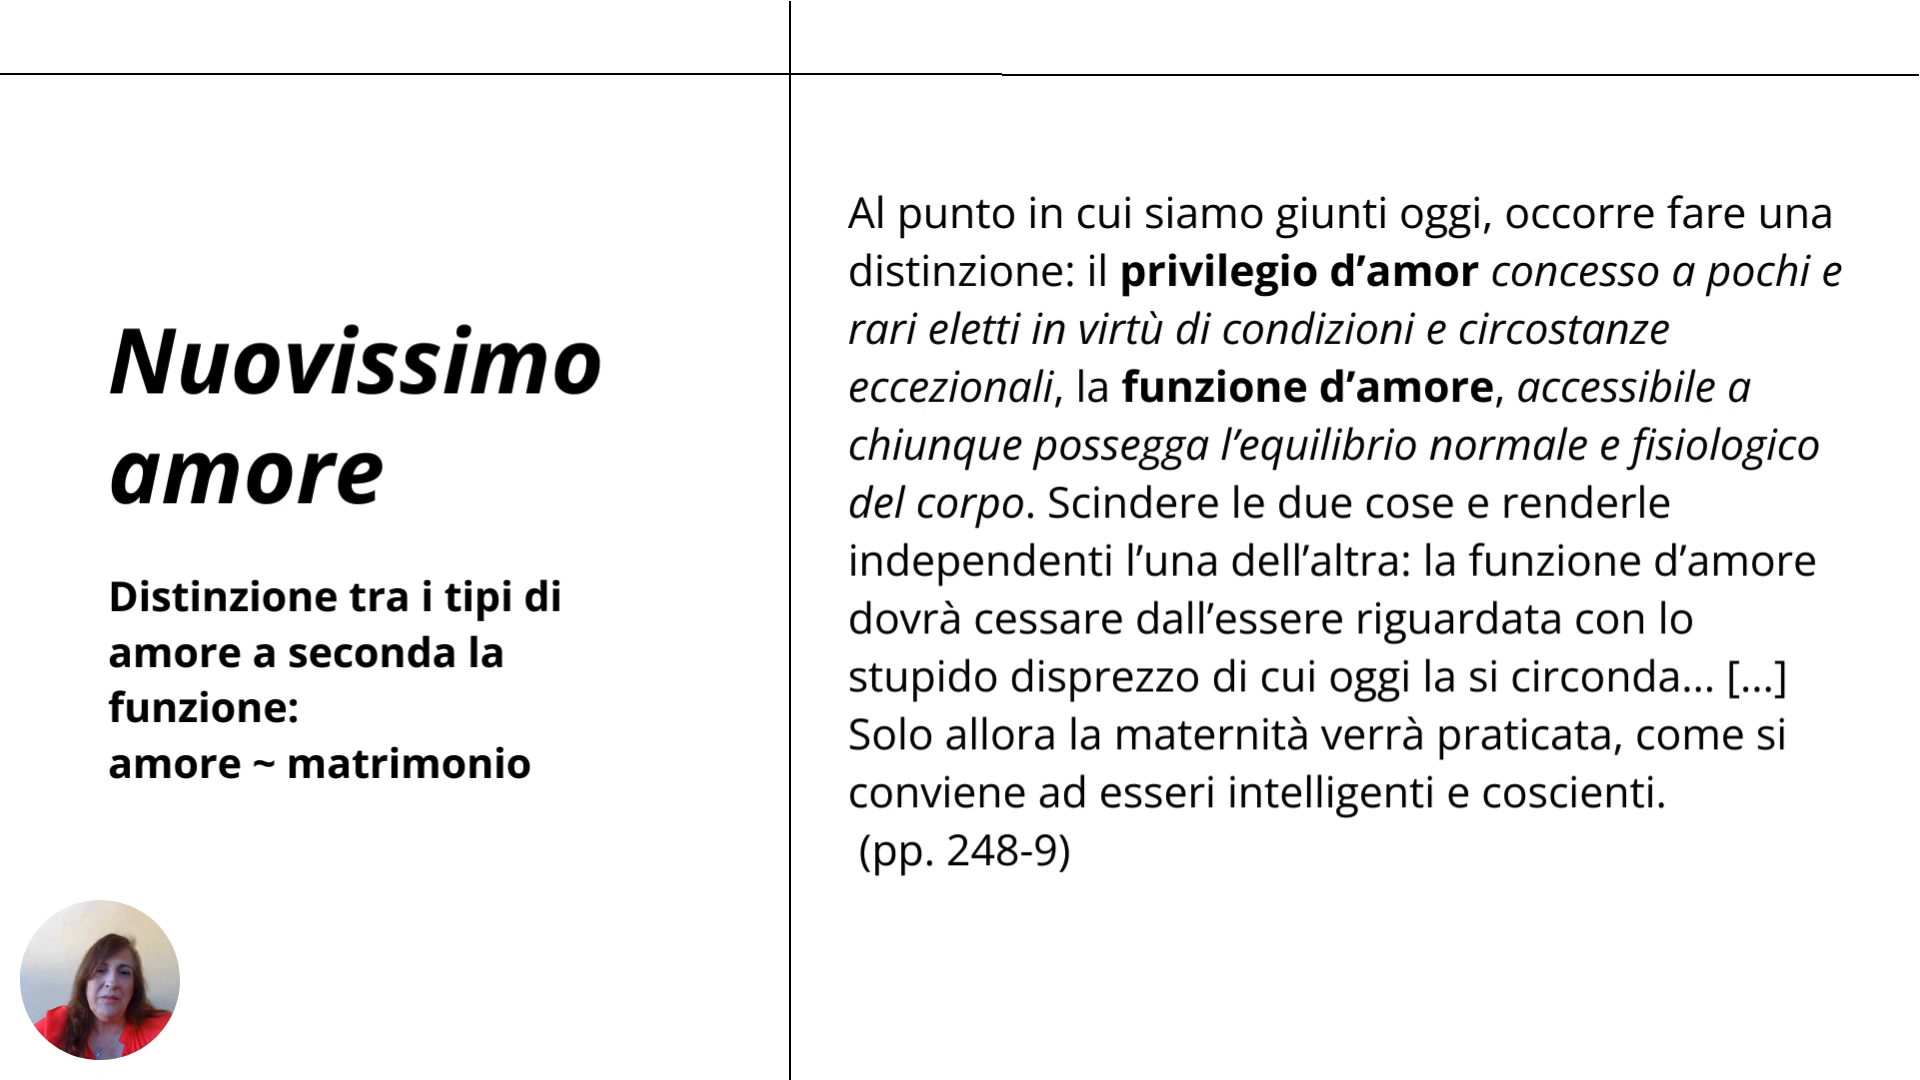 Nuovissimo
amore
Distinzione tra i tipi di
amore a seconda la
funzione:
amore ~ matrimonio
Al punto in cui siamo giunti oggi, occorre fare una
distinzione: il privilegio d’amor concesso a pochi e
rari eletti in virtù di condizioni e circostanze
eccezionali, la funzione d’amore, accessibile a
chiunque possegga l’equilibrio normale e fisiologico
del corpo. Scindere le due cose e renderle
independenti l’una dell’altra: la funzione d’amore
dovrà cessare dall’essere riguardata con lo
stupido disprezzo di cui oggi la si circonda... [...]
Solo allora la maternità verrà praticata, come si
conviene ad esseri intelligenti e coscienti.
(pp. 248-9)